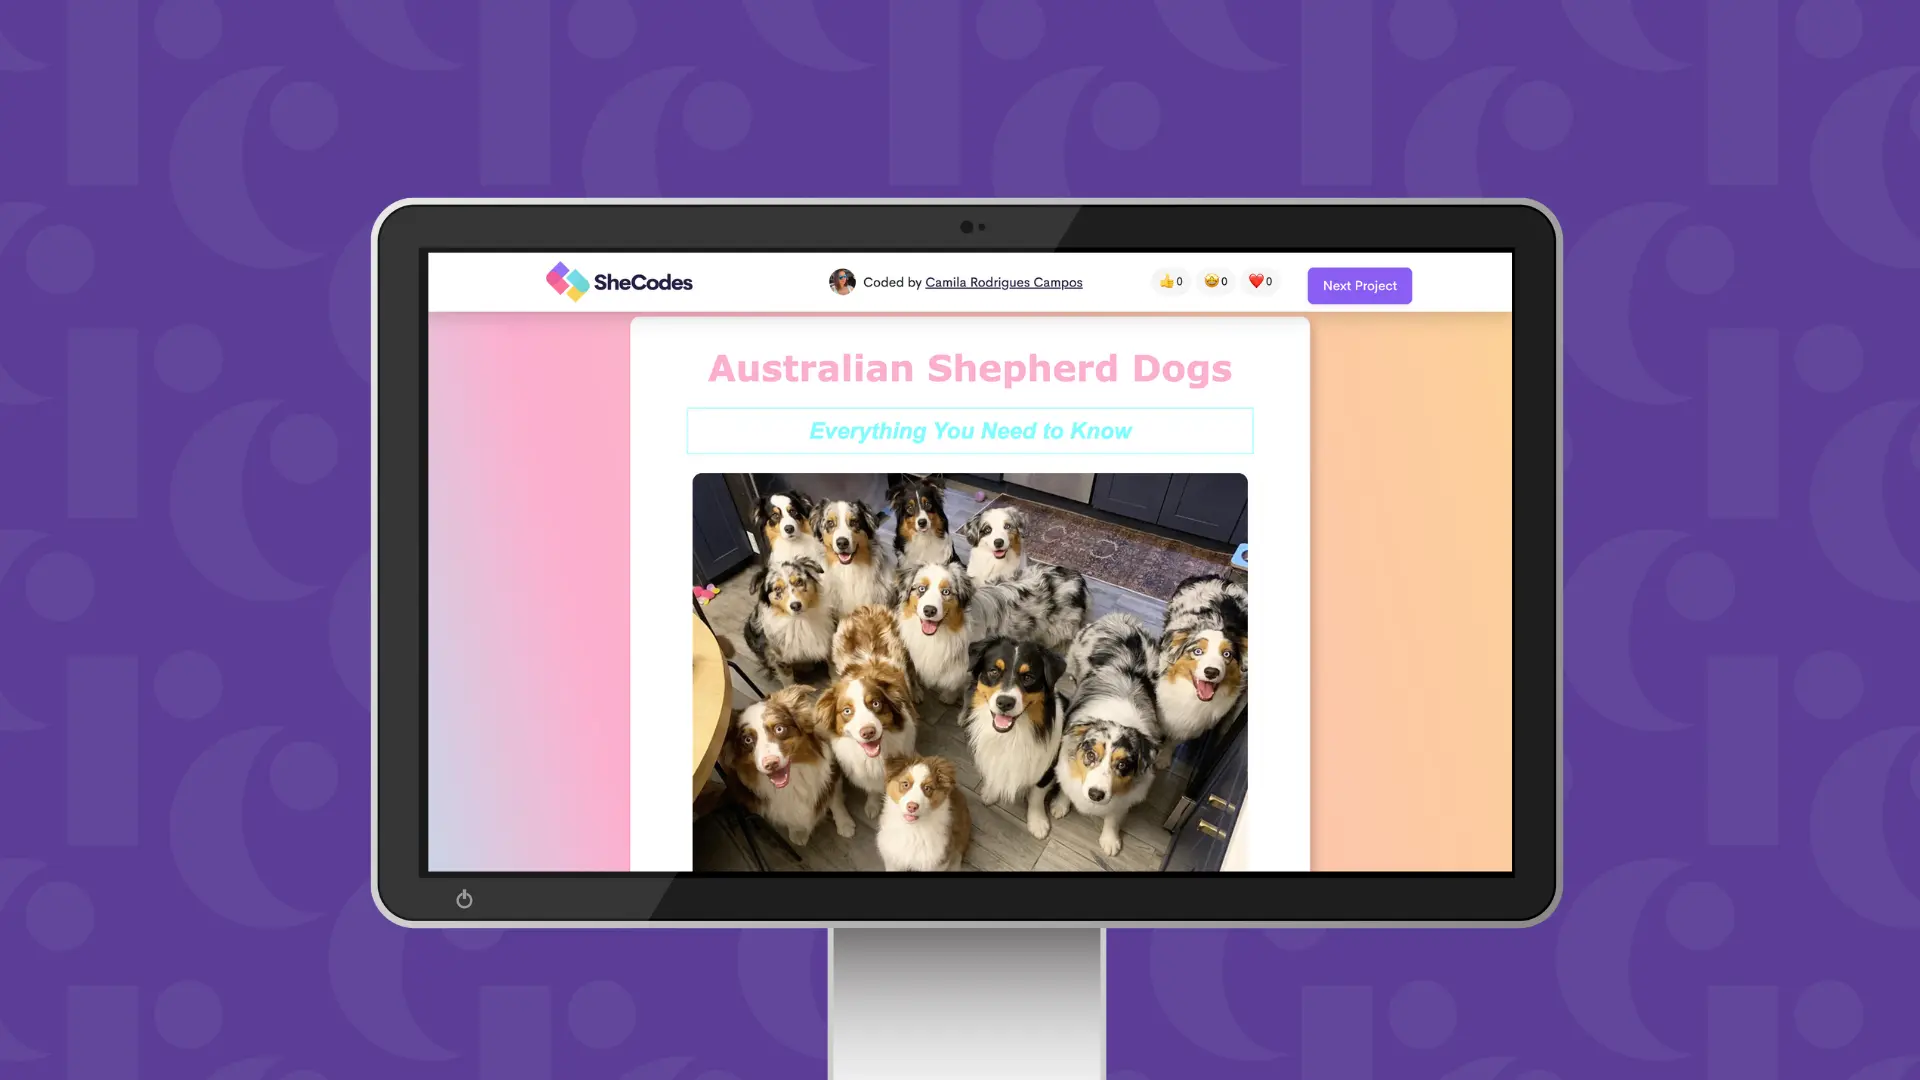 SheCodes
Coded by Camila Rodrigues Campos
👍0 🤩0 ❤️0
Next Project
Australian Shepherd Dogs
Everything You Need to Know